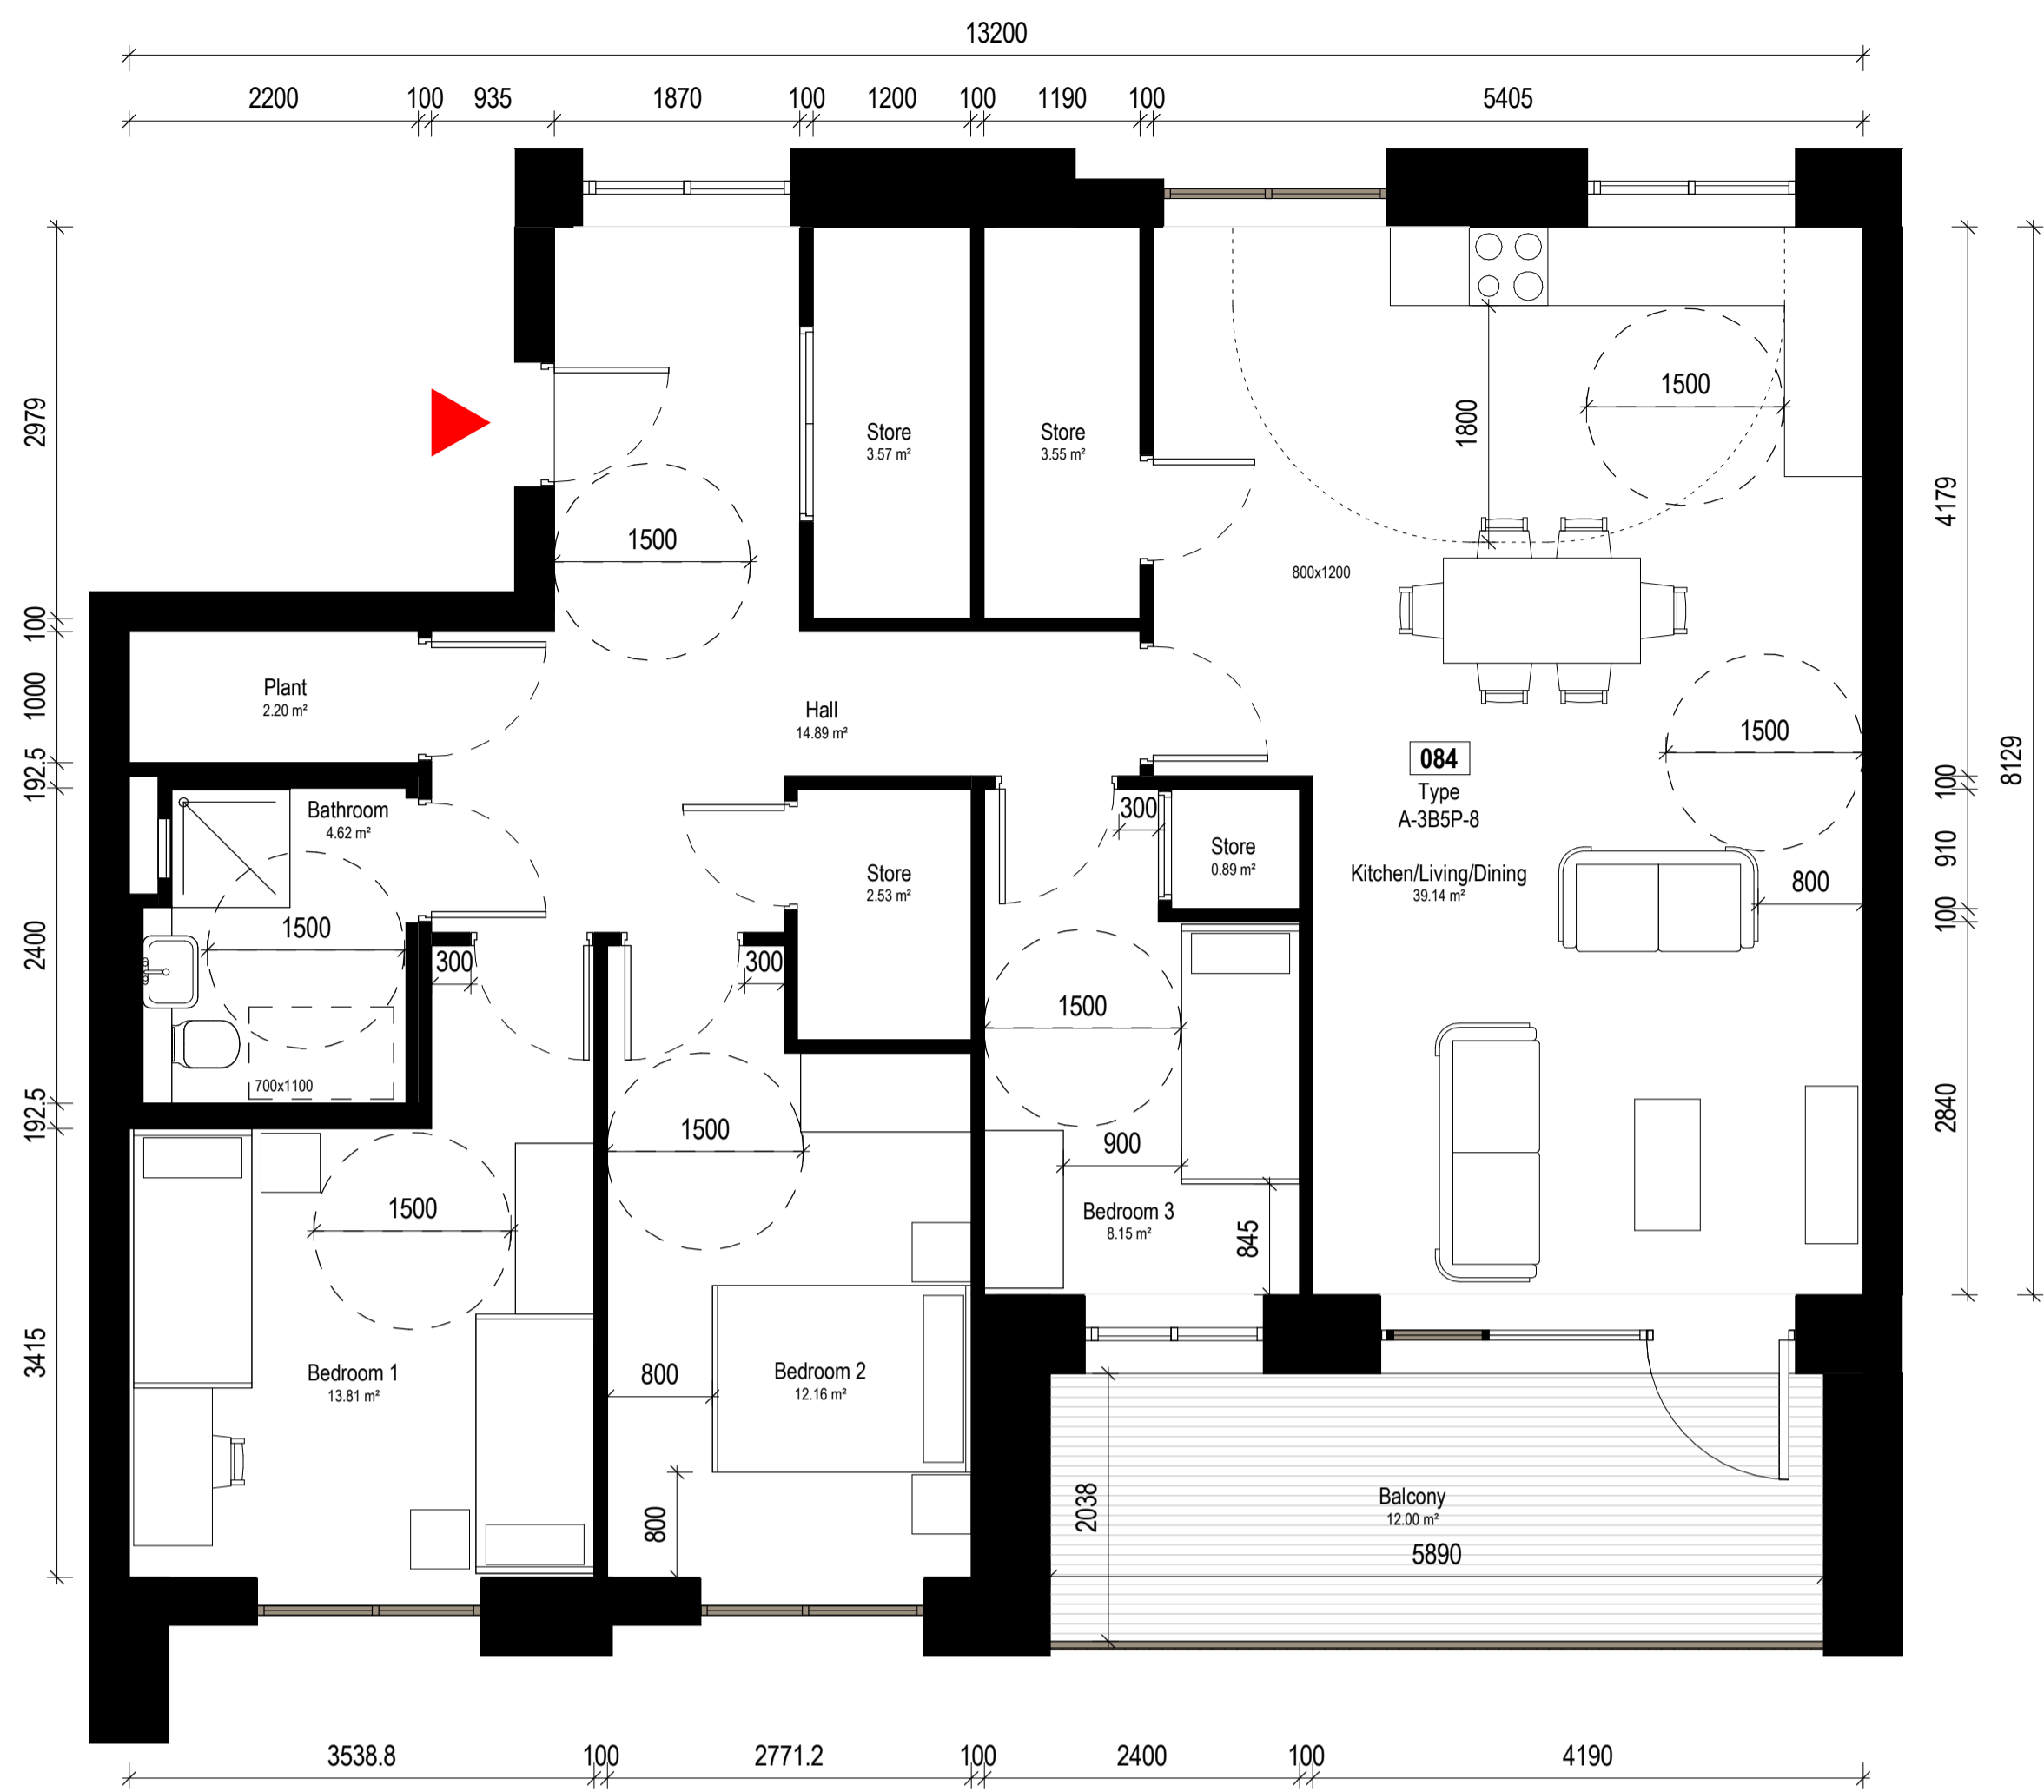 13200
2200 100 935 1870 100 1200 100 1190 100 5405
2979
100
1000
192.5
2400
192.5
3415
4179
100
910
100
2840
8129
1500
1800
1500
Store
3.57 m²
Store
3.55 m²
800x1200
1500
Plant
2.20 m²
Hall
14.89 m²
1500
084
Type
A-3B5P-8
Kitchen/Living/Dining
39.14 m²
800
Bathroom
4.62 m²
1500
700x1100
300
300
Store
2.53 m²
300
Store
0.89 m²
1500
900
Bedroom 3
8.15 m²
845
1500
Bedroom 1
13.81 m²
1500
800
Bedroom 2
12.16 m²
800
2038
Balcony
12.00 m²
5890
3538.8 100 2771.2 100 2400 100 4190